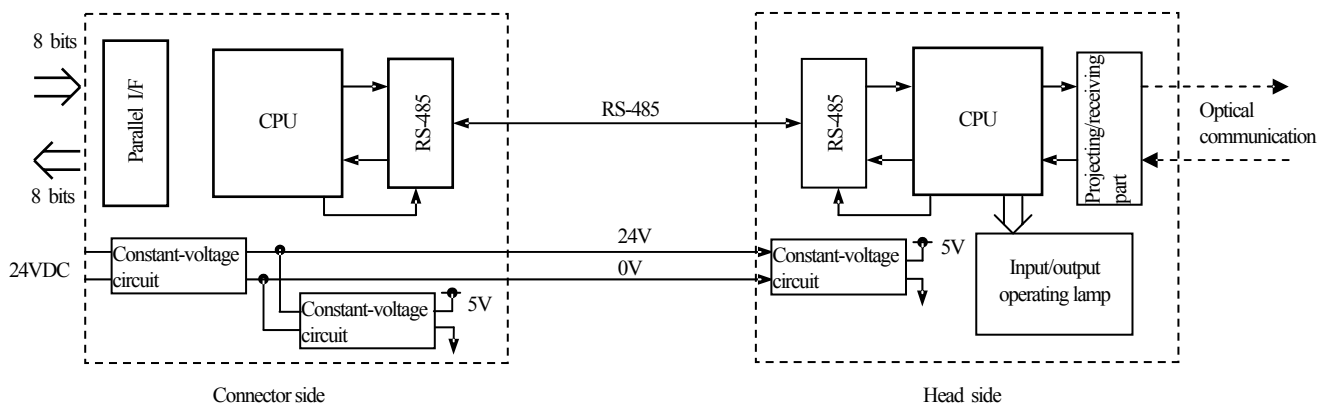 8 bits
Parallel I/F
8 bits
CPU
RS-485
RS-485
RS-485
CPU
Projecting/receiving
part
Optical
communication
24VDC
Constant-voltage
circuit
24V
0V
Constant-voltage
circuit
5V
Constant-voltage
circuit
5V
Input/output
operating lamp
Connector side
Head side